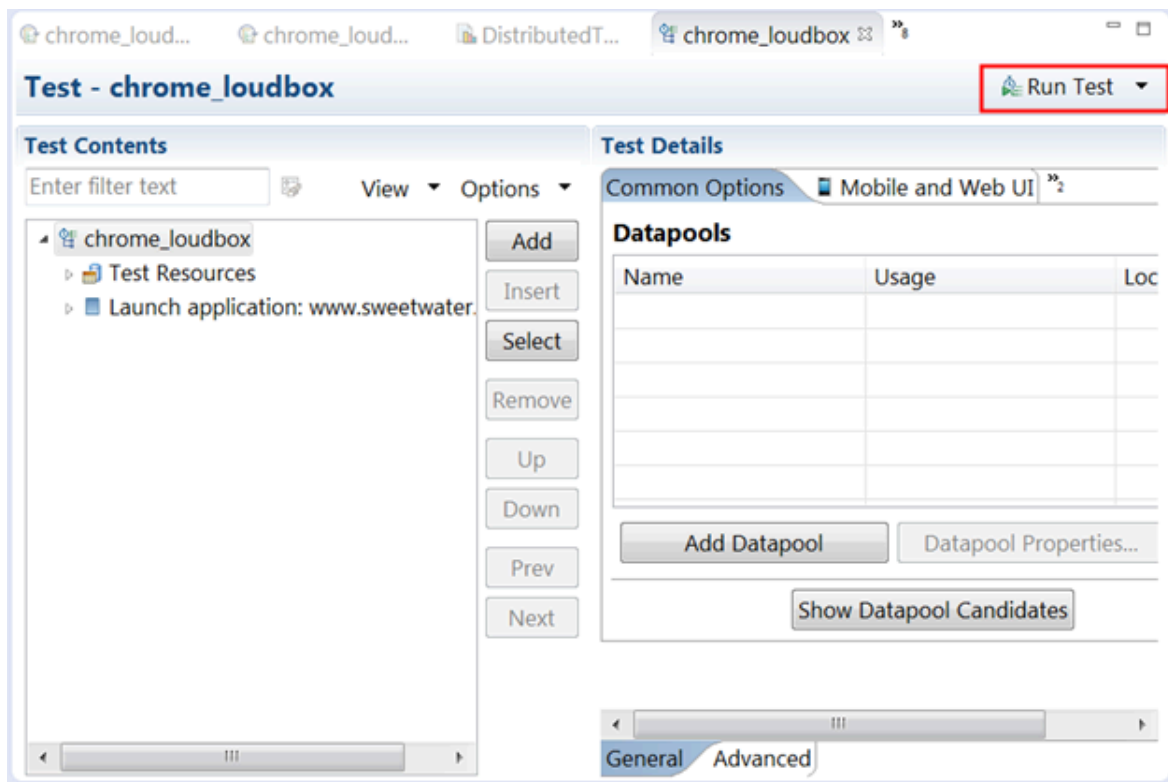 chrome_loud... chrome_loud... DistributedT... chrome_loudbox »8
Test - chrome_loudbox Run Test
Test Contents
Enter filter text View Options
chrome_loudbox
Test Resources
Launch application: www.sweetwater.
Add
Insert
Select
Remove
Up
Down
Prev
Next
Test Details
Common Options Mobile and Web UI »2
Datapools
Name Usage Loc
Add Datapool Datapool Properties...
Show Datapool Candidates
General Advanced